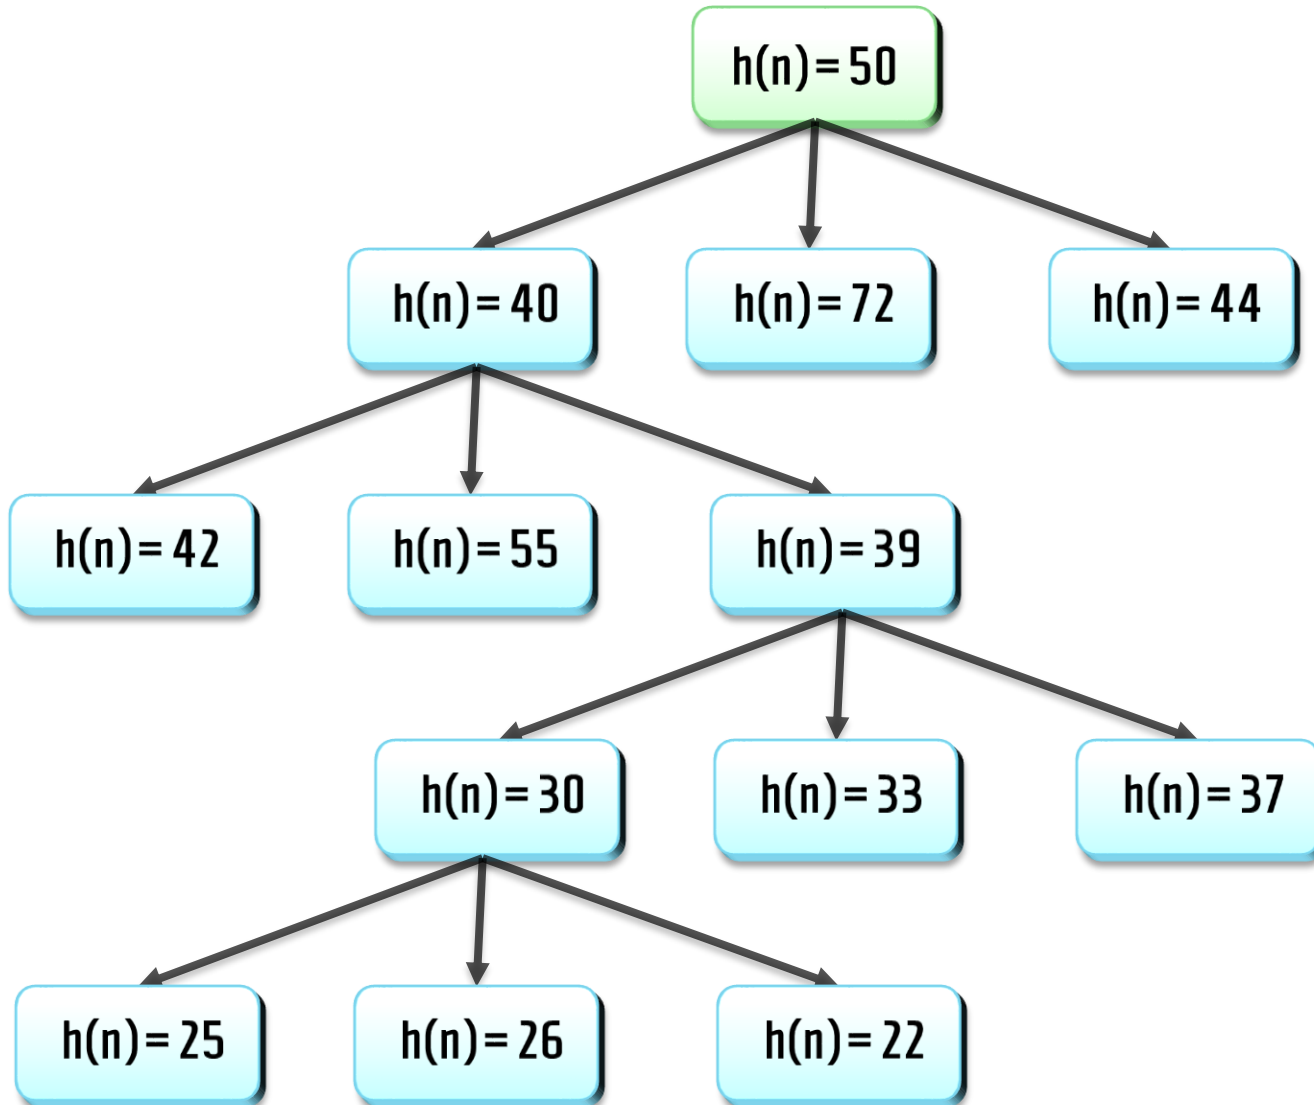 h(n)= 50
h(n)= 40
h(n)= 72
h(n)= 44
h(n)= 42
h(n)= 55
h(n)= 39
h(n)= 30
h(n)= 33
h(n)= 37
h(n)= 25
h(n)= 26
h(n)= 22